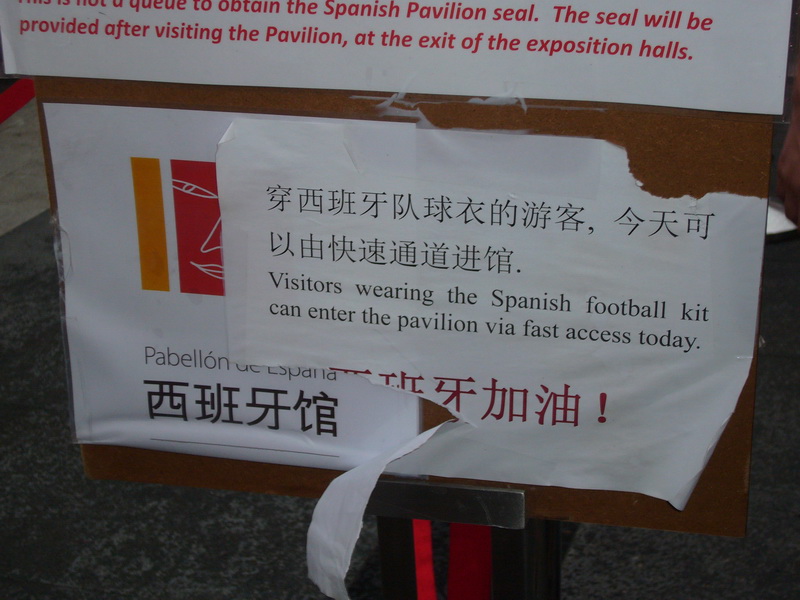 This is not a queue to obtain the Spanish Pavilion seal. The seal will be
provided after visiting the Pavilion, at the exit of the exposition halls.
穿西班牙队球衣的游客, 今天可
以由快速通道进馆.
Visitors wearing the Spanish football kit
can enter the pavilion via fast access today.
西班牙加油!
Pabellón de España
西班牙馆